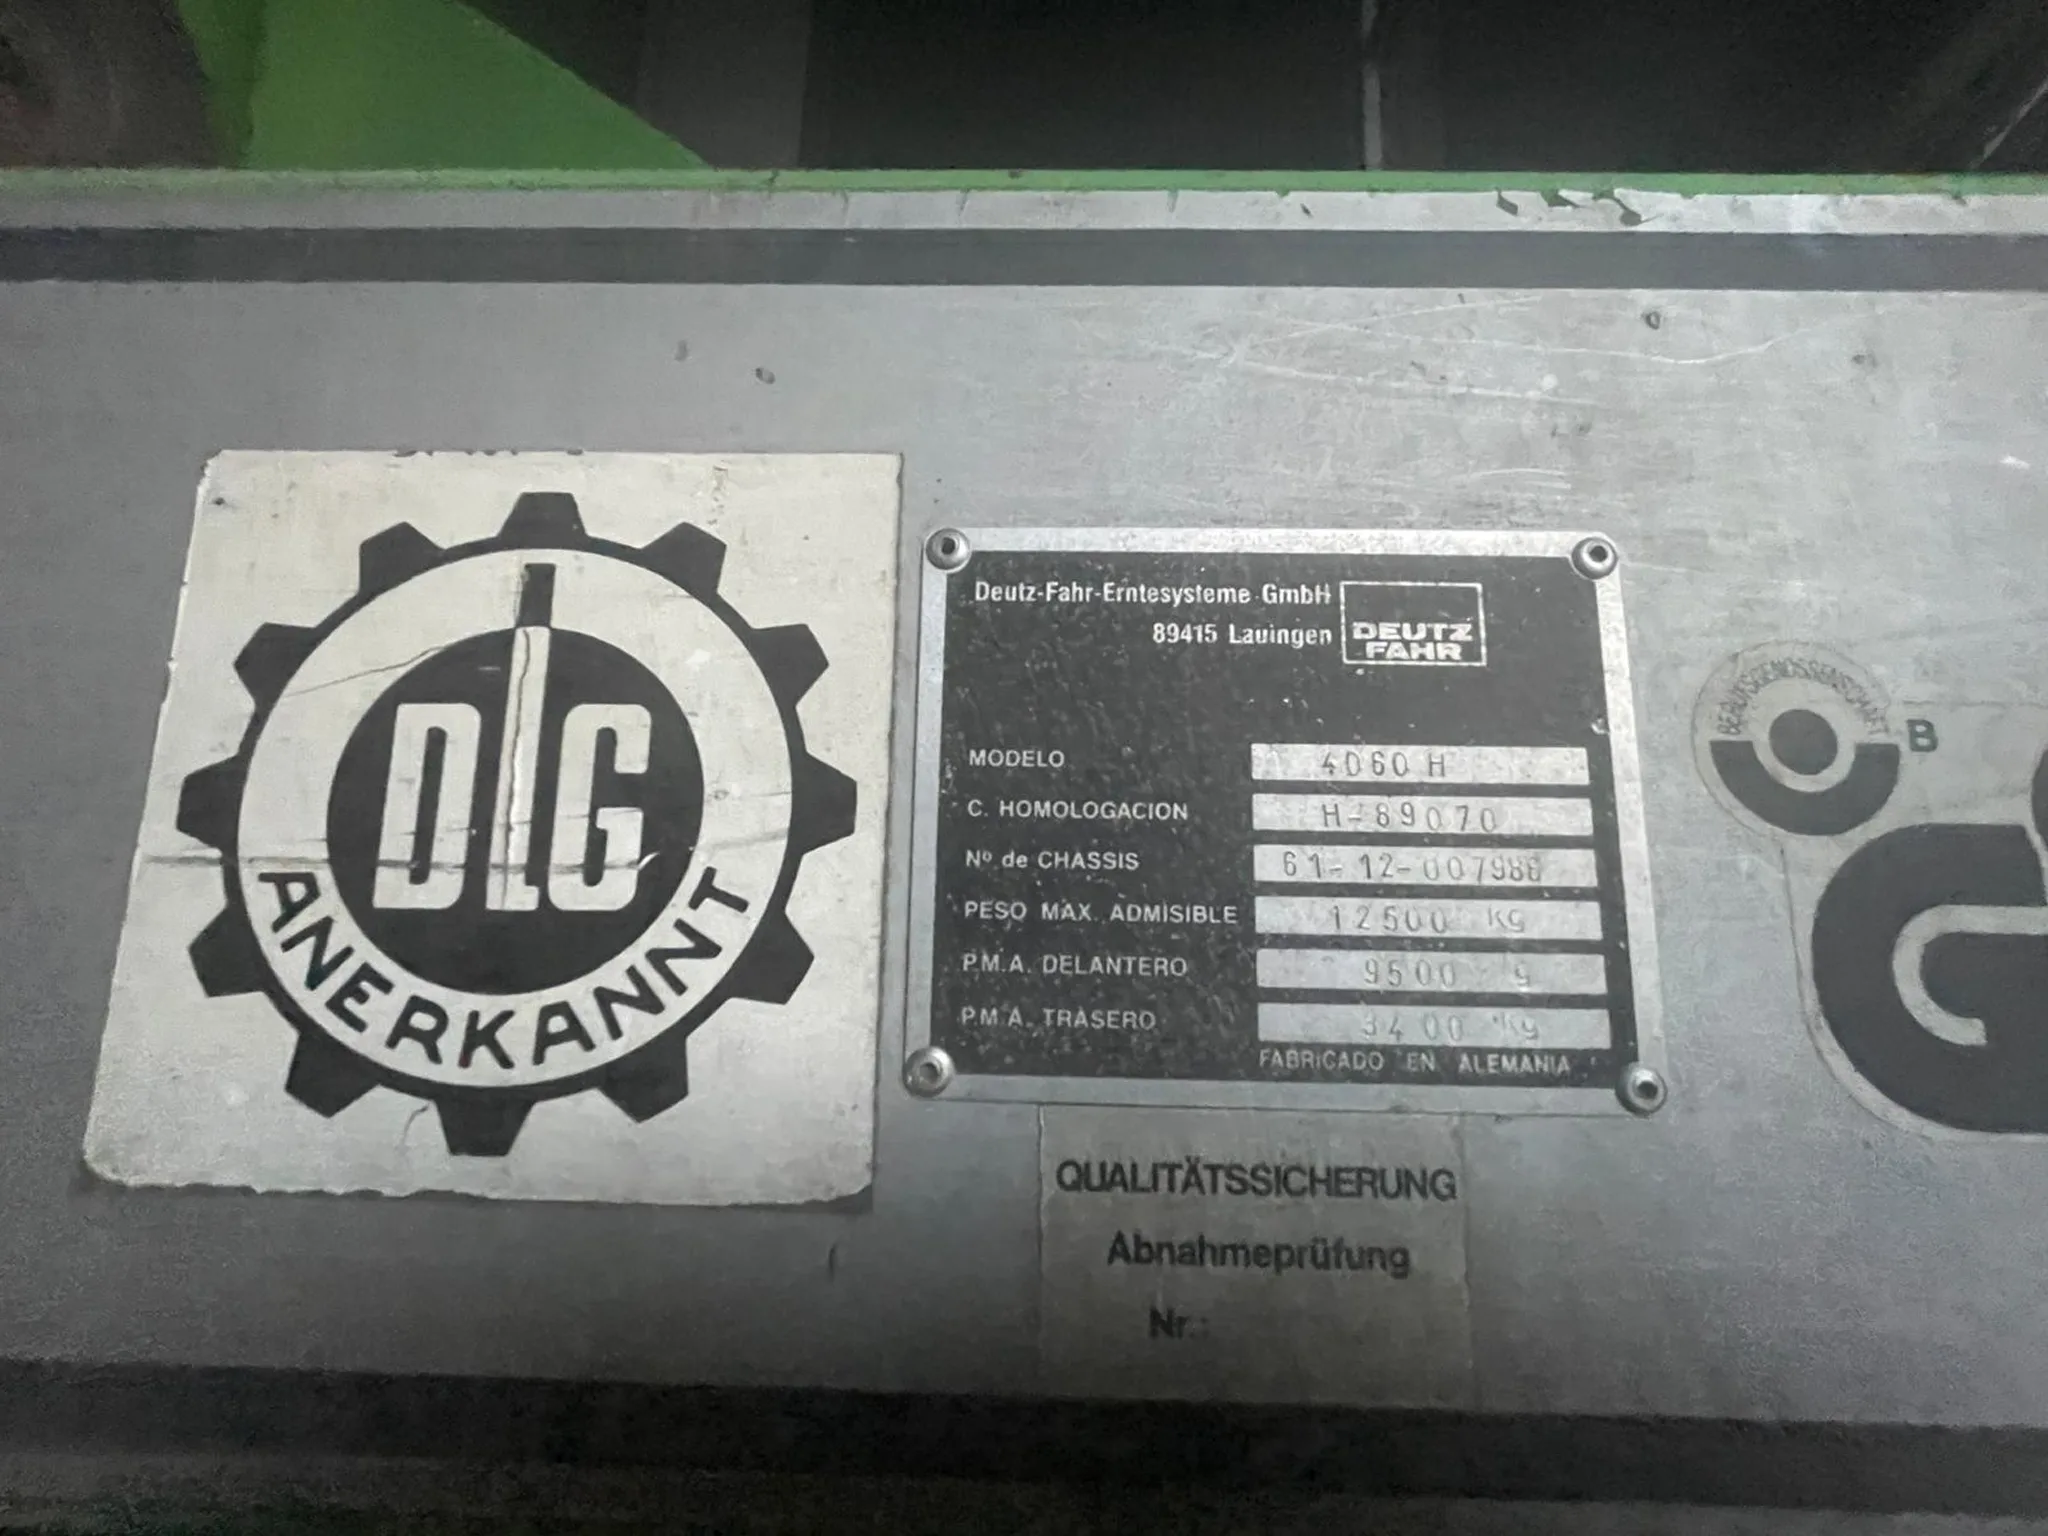 DLG
ANERKANNT
Deutz-Fahr-Erntesysteme GmbH
89415 Lauingen
DEUTZ
FAHR
MODELO 4060 H
C. HOMOLOGACION H-89070
Nº de CHASSIS 61-12-007988
PESO MAX. ADMISIBLE 12500 Kg
P.M.A. DELANTERO 9500 g
P.M.A. TRASERO 3400 Kg
FABRICADO EN ALEMANIA
BERUFSGENOSSENSCHAFT
B
QUALITÄTSSICHERUNG
Abnahmeprüfung
Nr.: